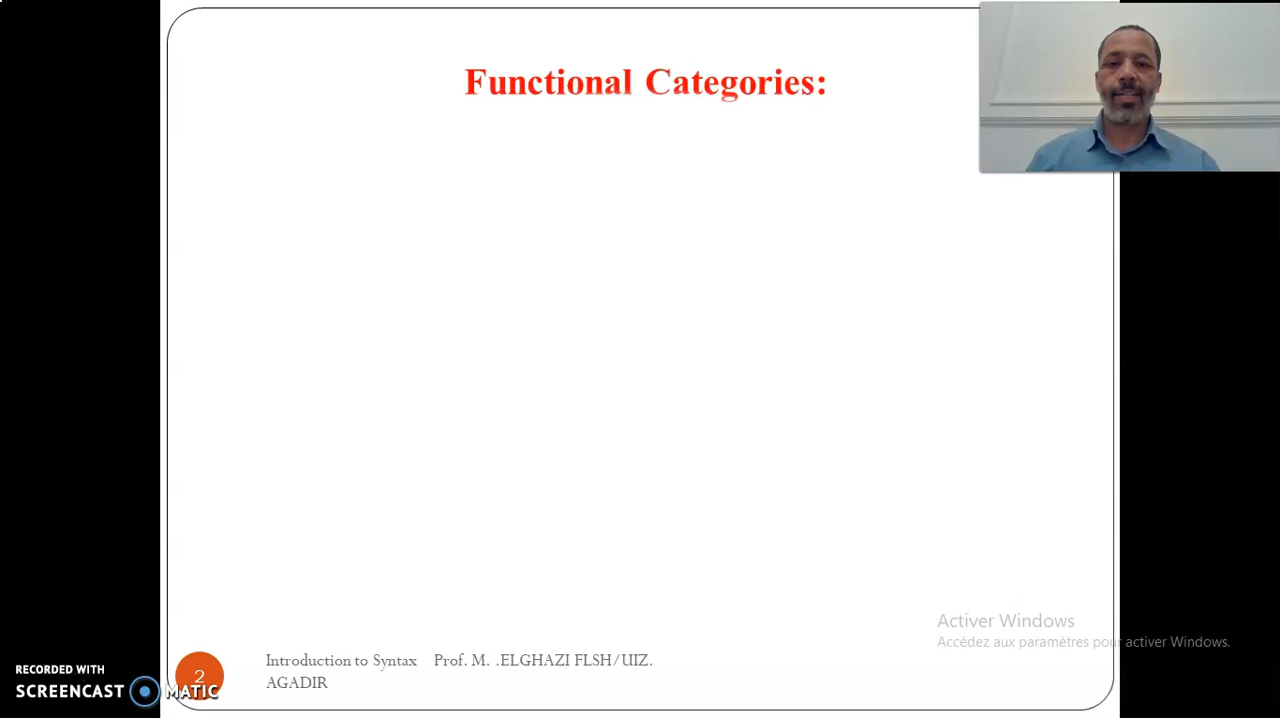 Functional Categories:
Activer Windows
Accédez aux paramètres pour activer Windows.
Introduction to Syntax Prof. M. .ELGHAZI FLSH/UIZ.
AGADIR
2
RECORDED WITH
SCREENCAST MATIC